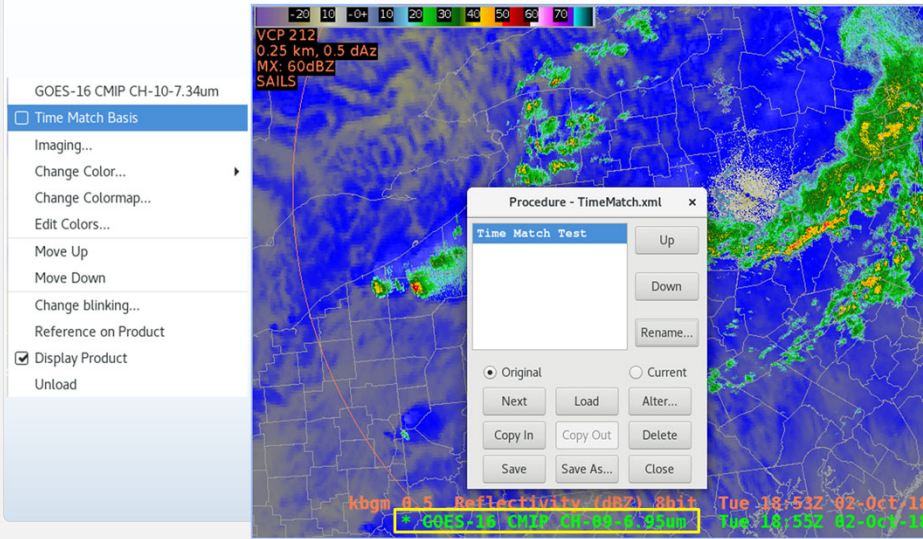 GOES-16 CMIP CH-10-7.34um
Time Match Basis
Imaging...
Change Color...
Change Colormap...
Edit Colors...
Move Up
Move Down
Change blinking...
Reference on Product
Display Product
Unload
-20 10 -0+ 10 20 30 40 50 60 70
VCP 212
0.25 km, 0.5 dAz
MX: 60dBZ
SAILS
Procedure - TimeMatch.xml ×
Time Match Test
Up
Down
Rename...
Original Current
Next Load Alter...
Copy In Copy Out Delete
Save Save As... Close
kbgm 0.5 Reflectivity (dBZ) 8bit Tue 18:53Z 02-Oct-18
* GOES-16 CMIP CH-09-6.95um Tue 18:55Z 02-Oct-18